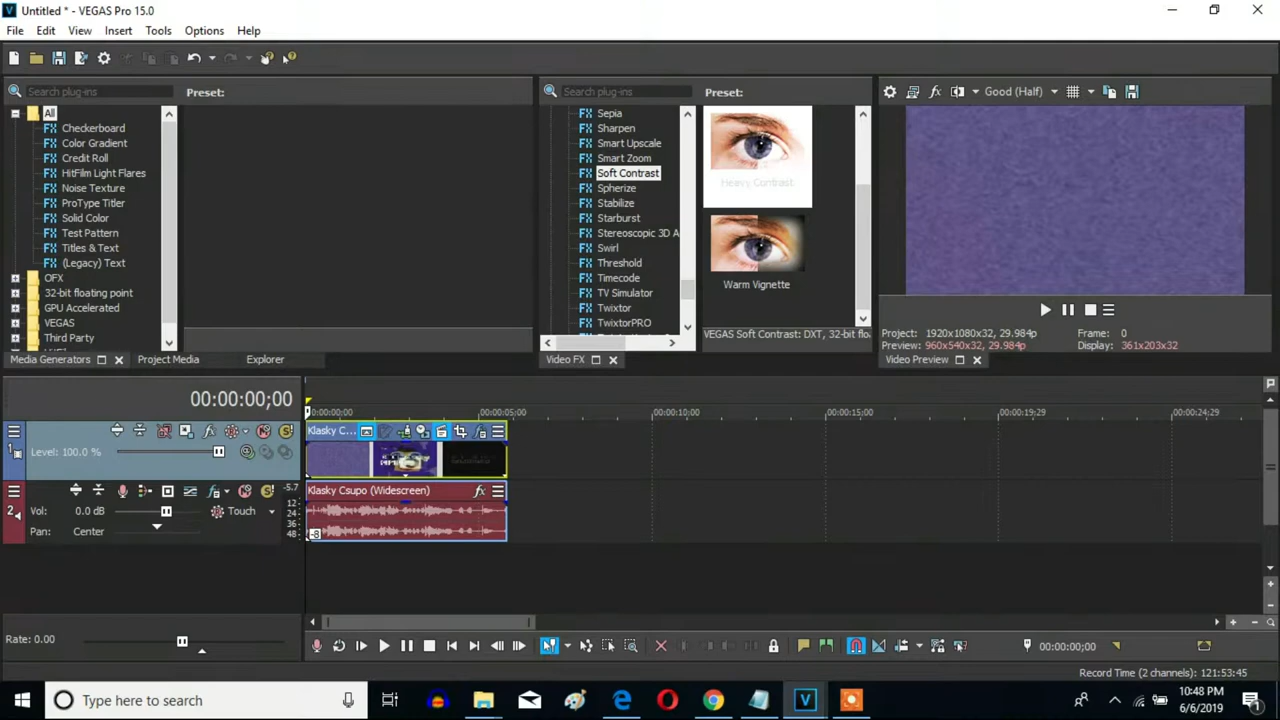 Untitled * - VEGAS Pro 15.0
File Edit View Insert Tools Options Help
Search plug-ins
Preset:
All
Checkerboard
Color Gradient
Credit Roll
HitFilm Light Flares
Noise Texture
ProType Titler
Solid Color
Test Pattern
Titles & Text
(Legacy) Text
OFX
32-bit floating point
GPU Accelerated
VEGAS
Third Party
Media Generators
Project Media
Explorer
Search plug-ins
Preset:
Sepia
Sharpen
Smart Upscale
Smart Zoom
Soft Contrast
Spherize
Stabilize
Starburst
Stereoscopic 3D A
Swirl
Threshold
Timecode
TV Simulator
Twixtor
TwixtorPRO
Heavy Contrast
Warm Vignette
VEGAS Soft Contrast: DXT, 32-bit flo
Video FX
Good (Half)
Project: 1920x1080x32, 29.984p
Frame: 0
Preview: 960x540x32, 29.984p
Display: 361x203x32
Video Preview
00:00:00;00
00:00:00 00:00:05;00 00:00:10;00 00:00:15;00 00:00:19;29 00:00:24;29
1
Level: 100.0 %
Klasky C...
2
-5.7
12
24
36
48
Vol: 0.0 dB
Touch
Pan: Center
Klasky Csupo (Widescreen)
fx
-8
Rate: 0.00
00:00:00;00
Record Time (2 channels): 121:53:45
Type here to search
10:48 PM
6/6/2019
1